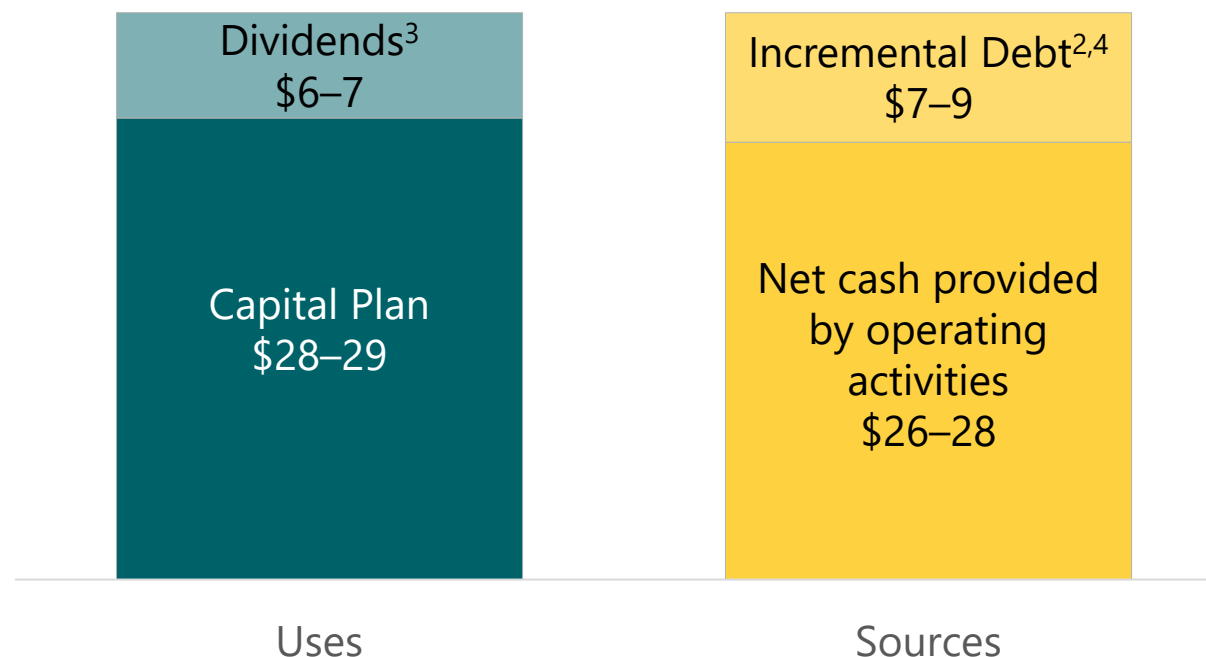 Dividends³
$6–7
Capital Plan
$28–29
Uses
Incremental Debt²,⁴
$7–9
Net cash provided
by operating
activities
$26–28
Sources